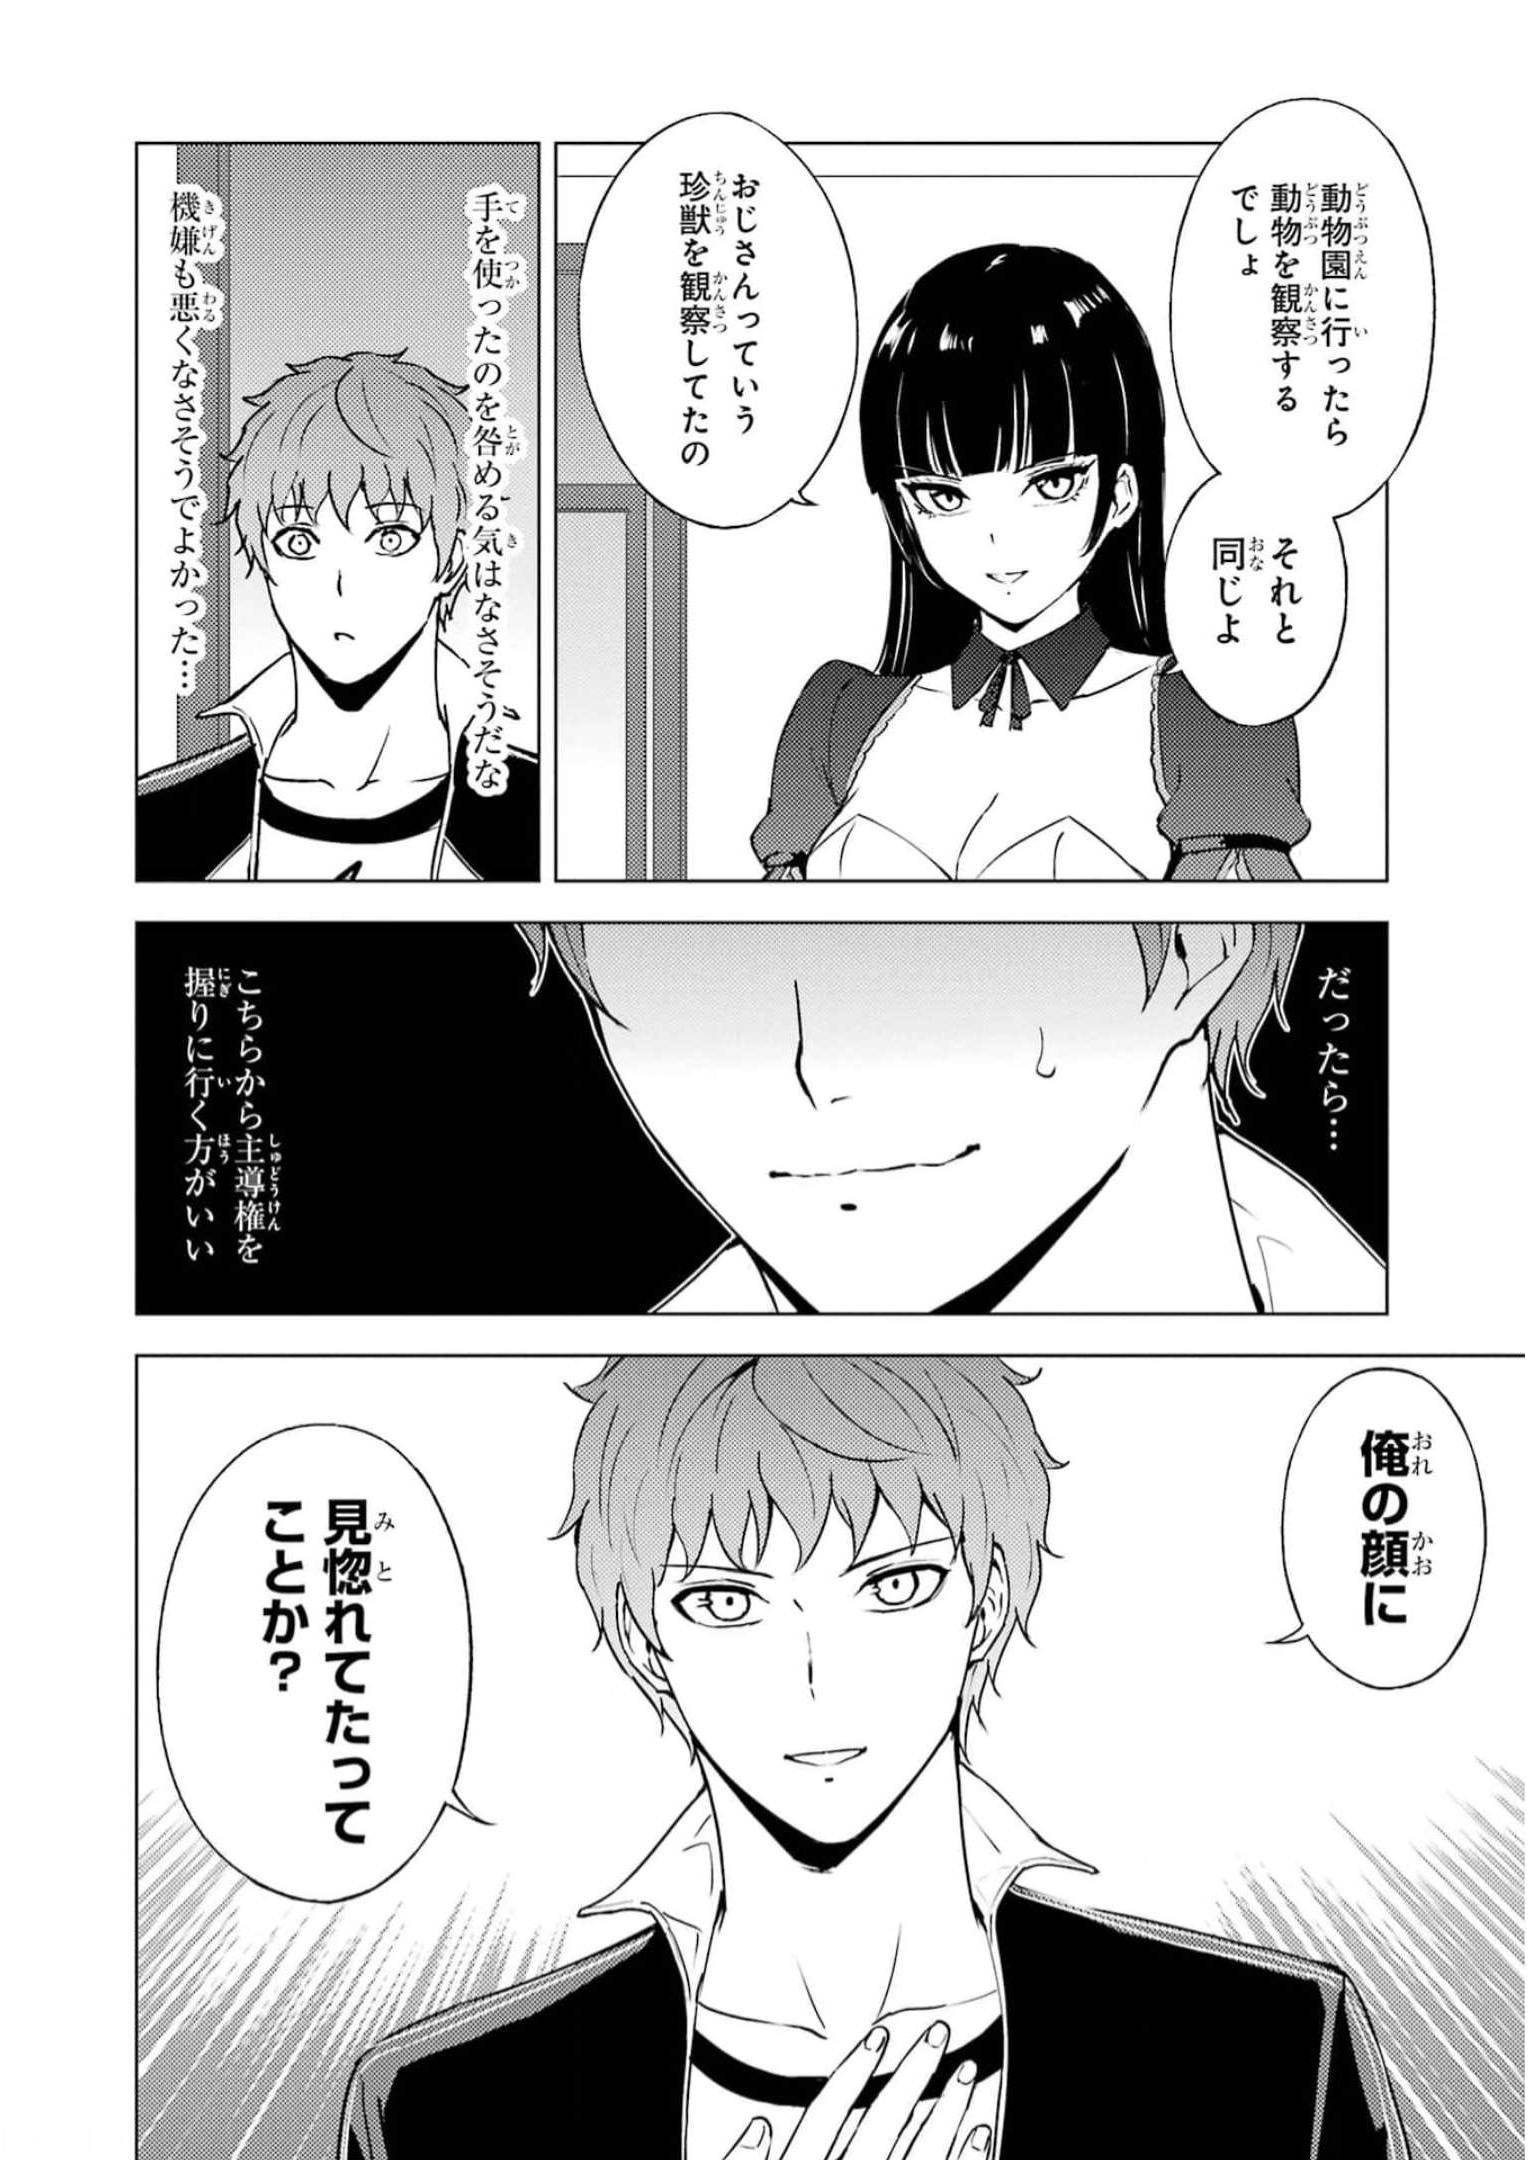 動物園に行ったら
動物を観察する
でしょ
それと
同じよ
おじさんっていう
珍獣を観察してたの
手を使ったのを咎める気はなさそうだな
機嫌も悪くなさそうでよかった…
だったら…
こちらから主導権を
握りに行く方がいい
俺の顔に
見惚れてたって
ことか?